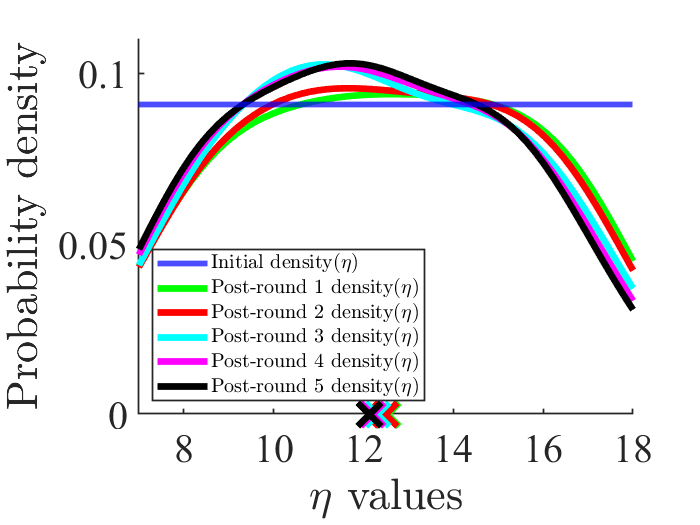 Probability density
0.1
0.05
0
Initial density(η)
Post-round 1 density(η)
Post-round 2 density(η)
Post-round 3 density(η)
Post-round 4 density(η)
Post-round 5 density(η)
8 10 12 14 16 18
η values